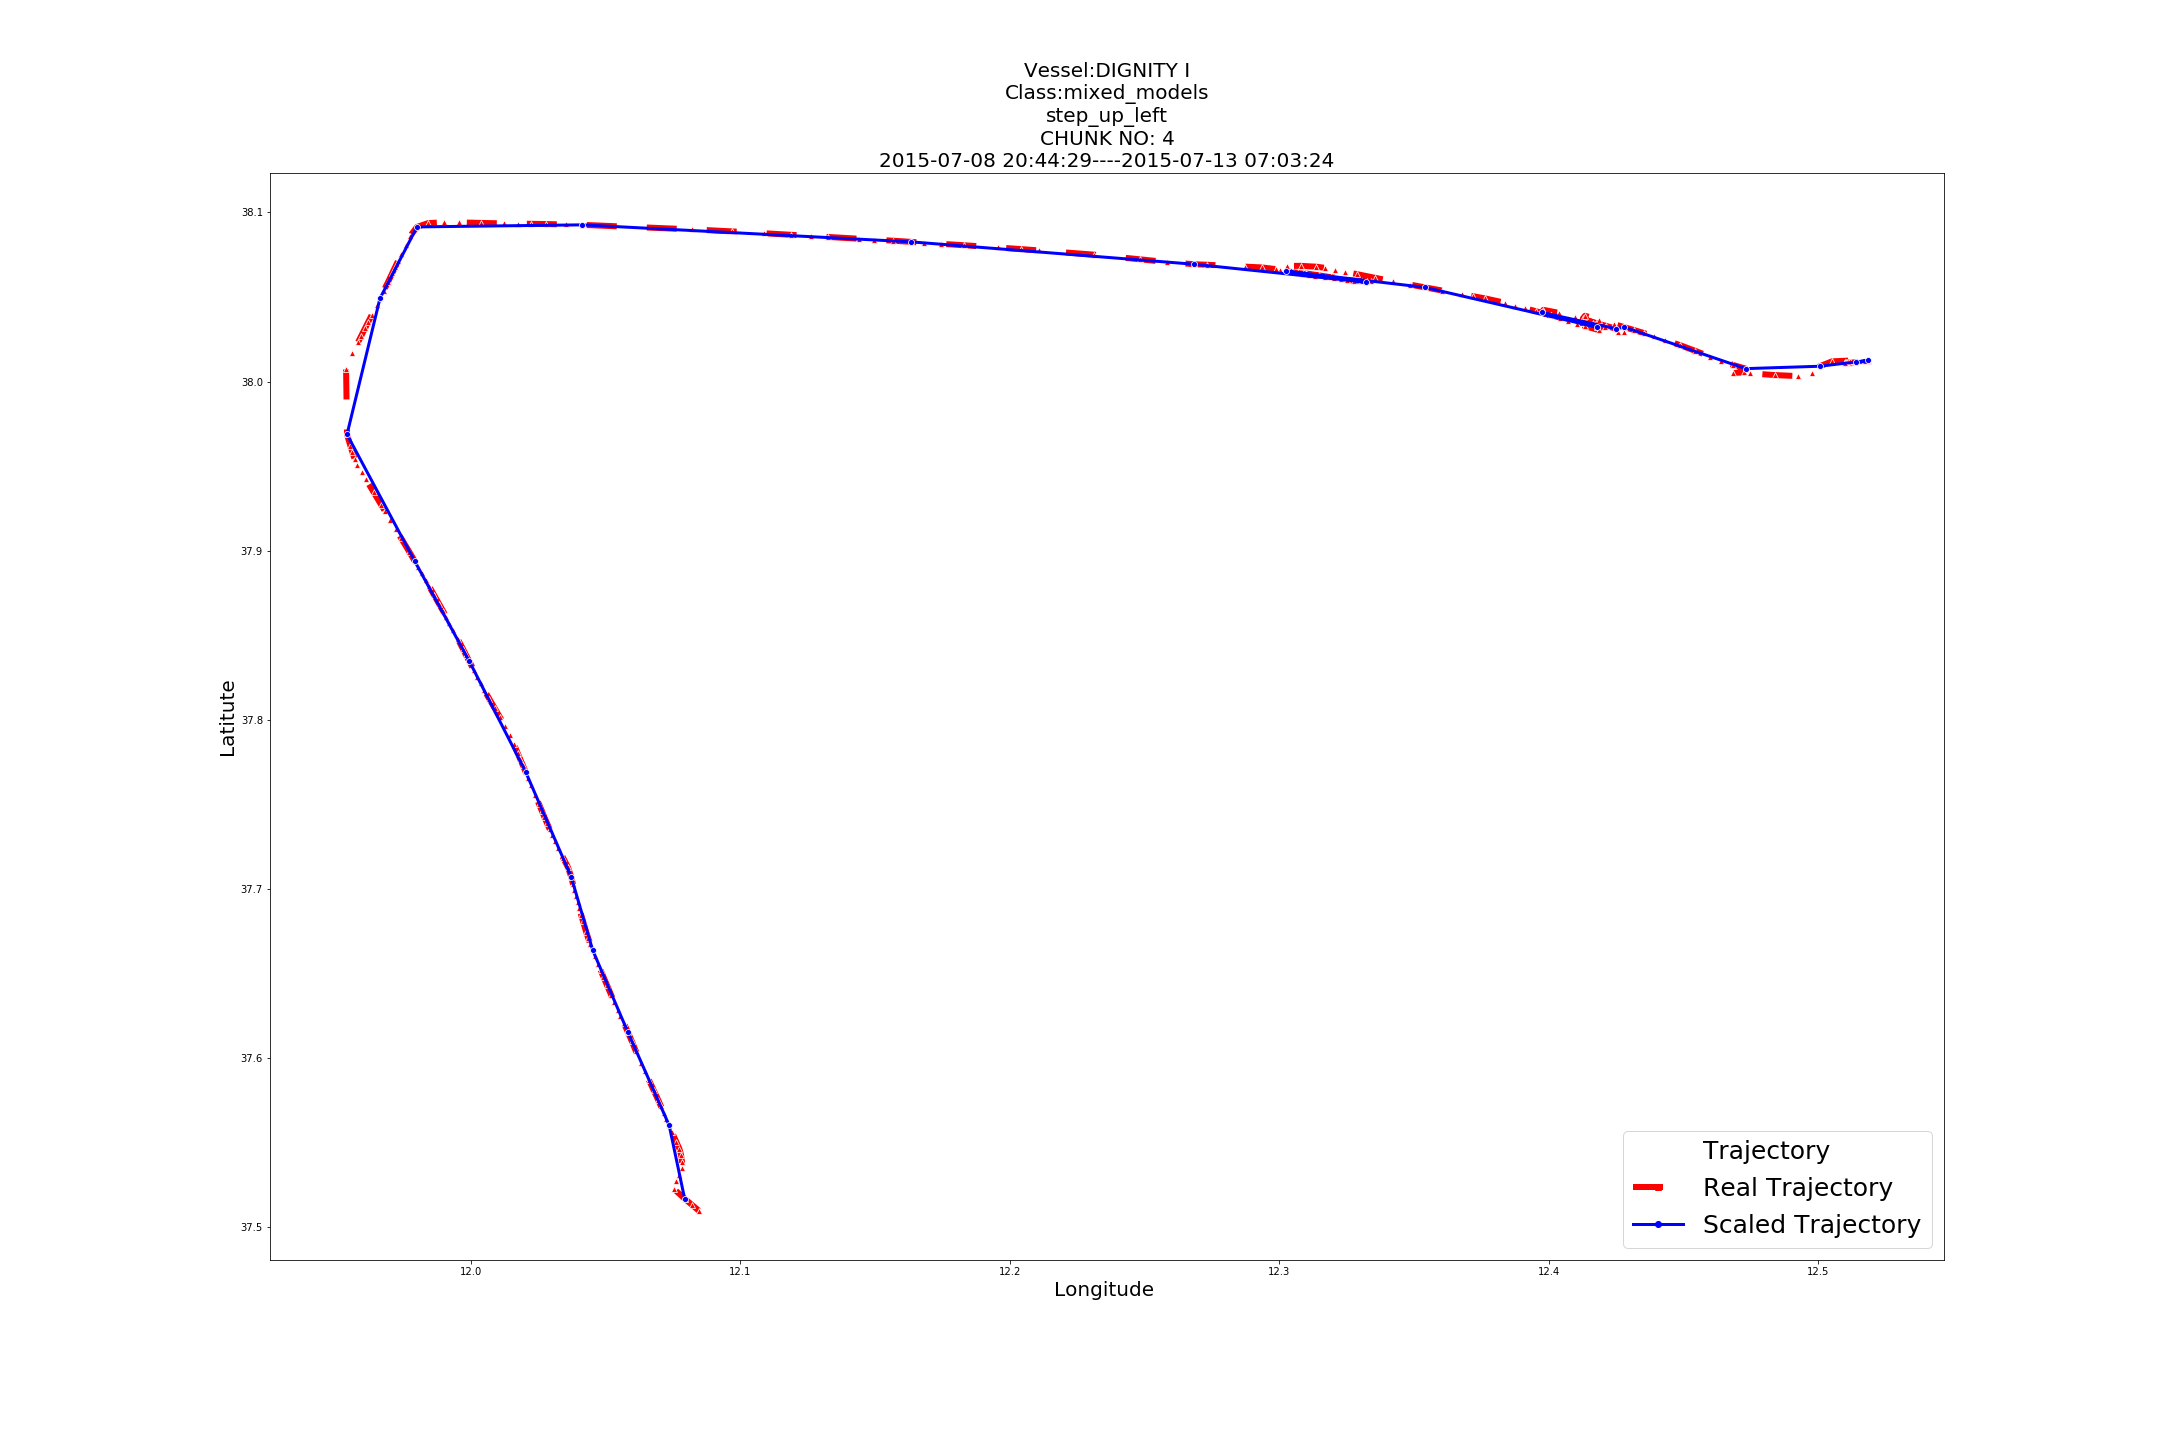 Vessel:DIGNITY I
Class:mixed_models
step_up_left
CHUNK NO: 4
2015-07-08 20:44:29----2015-07-13 07:03:24
38.1
38.0
37.9
37.8
37.7
37.6
37.5
Latitude
12.0 12.1 12.2 12.3 12.4 12.5
Longitude
Trajectory
Real Trajectory
Scaled Trajectory